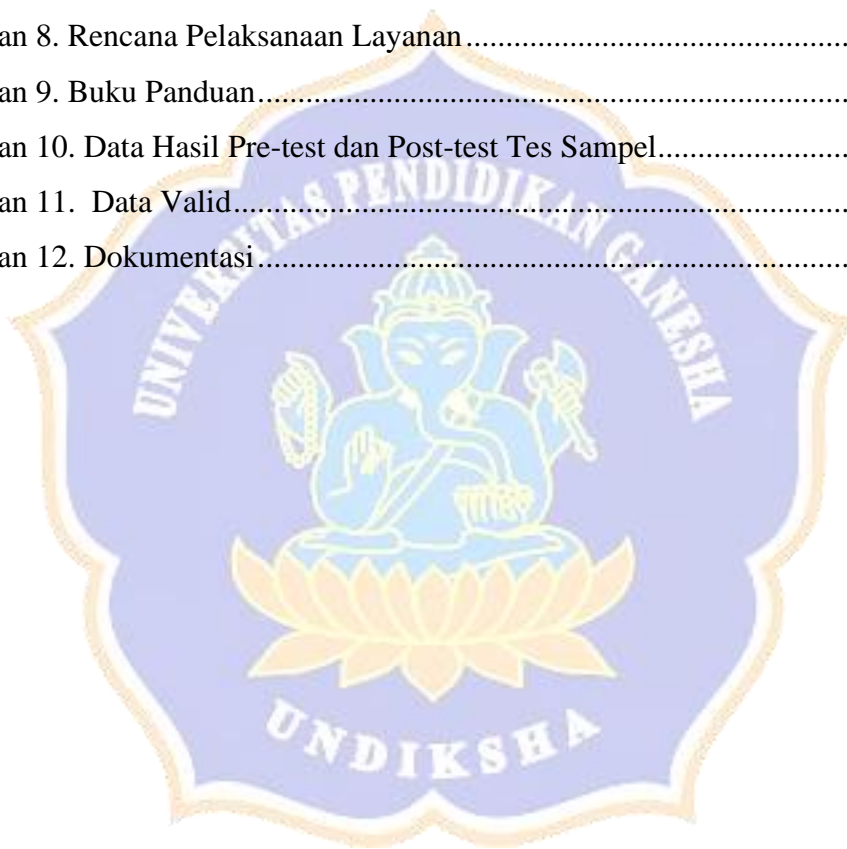 an 8. Rencana Pelaksanaan Layanan................................................
an 9. Buku Panduan..........................................................................
an 10. Data Hasil Pre-test dan Post-test Tes Sampel........................
an 11.  Data Valid.............................................................................
an 12. Dokumentasi..........................................................................
UNIVERSITAS PENDIDIKAN GANESHA
UNDIKSHA